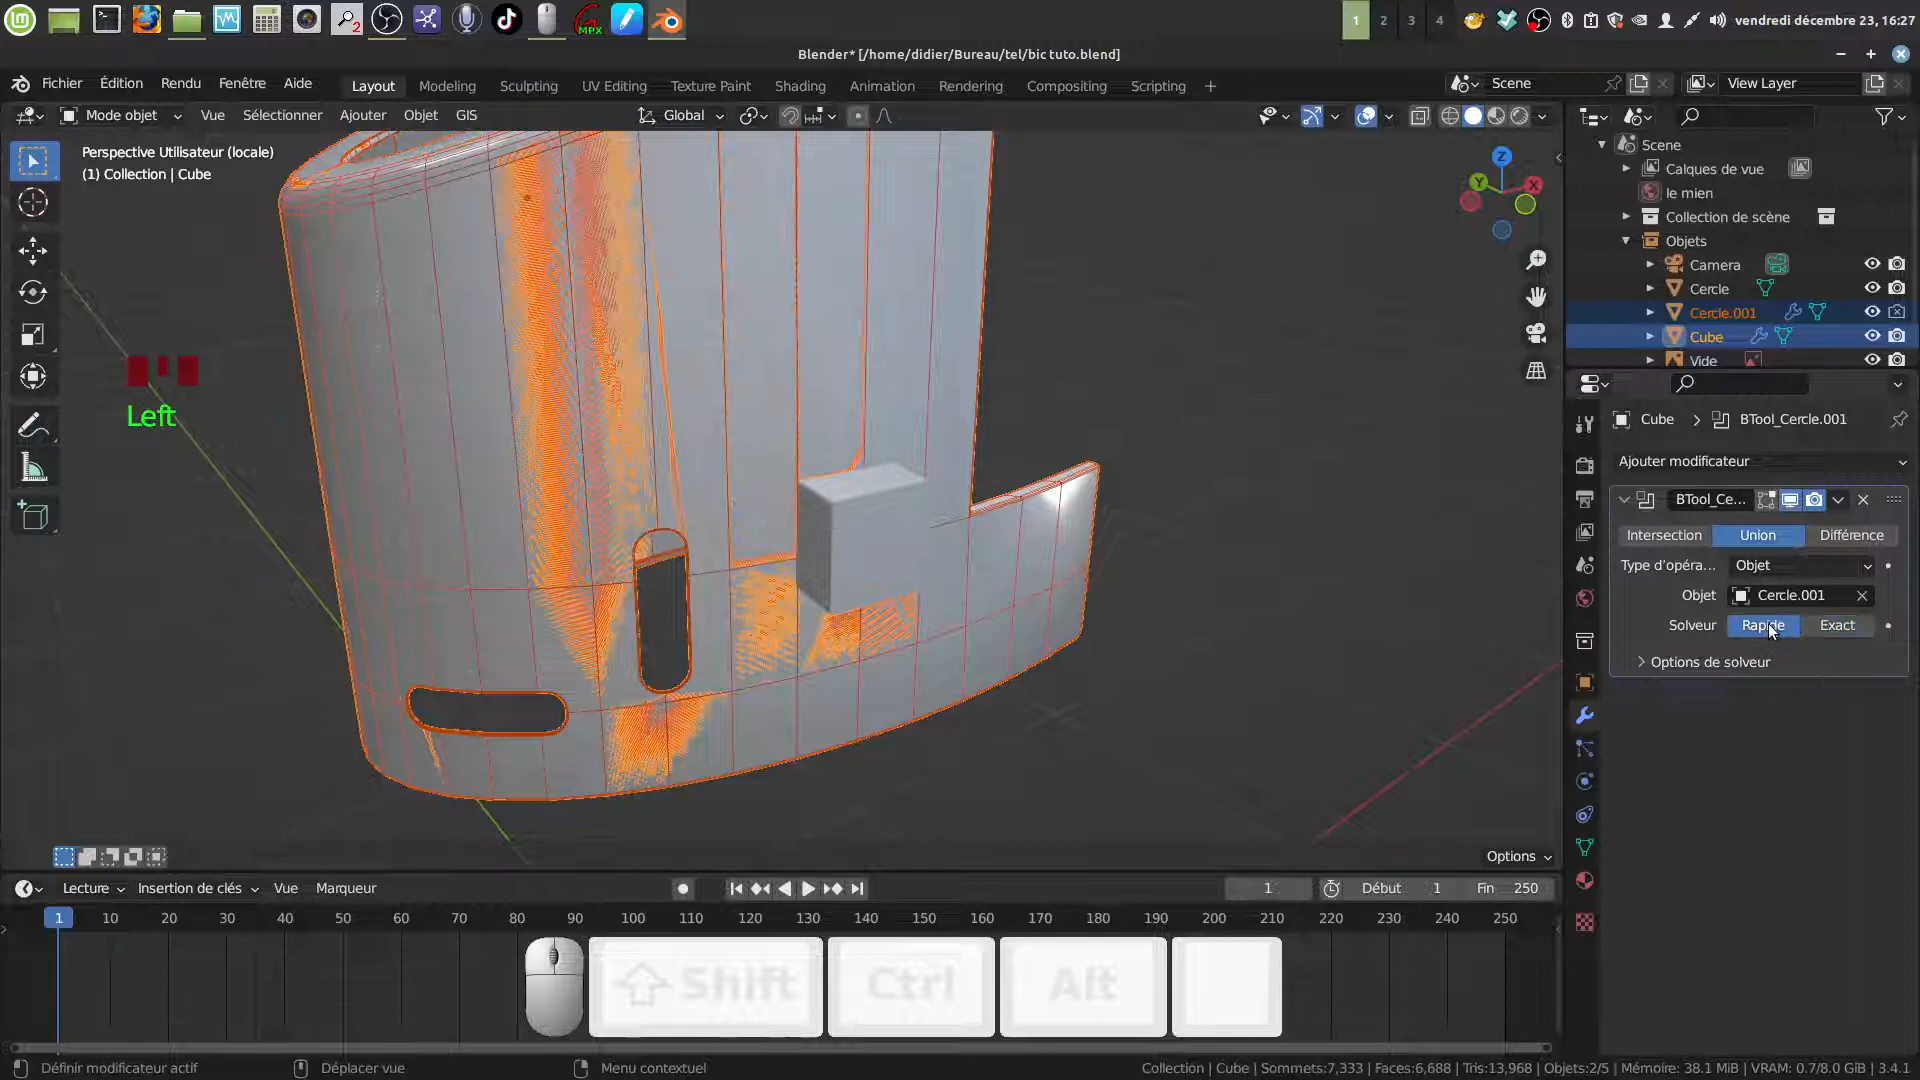 2
MPX
1 2 3 4
vendredi décembre 23, 16:27
Blender* [/home/didier/Bureau/tel/bic tuto.blend]
Fichier Édition Rendu Fenêtre Aide
Layout Modeling Sculpting UV Editing Texture Paint Shading Animation Rendering Compositing Scripting +
Scene
View Layer
Mode objet Vue Sélectionner Ajouter Objet GIS
Global
Perspective Utilisateur (locale)
(1) Collection | Cube
Z
Y
X
Left
Scene
Calques de vue
le mien
Collection de scène
Objets
Camera
Cercle
Cercle.001
Cube
Vide
Cube > BTool_Cercle.001
Ajouter modificateur
BTool_Ce...
Intersection Union Différence
Type d'opéra... Objet
Objet Cercle.001
Solveur Rapide Exact
Options de solveur
Options
Lecture Insertion de clés Vue Marqueur
1
Début 1
Fin 250
1 10 20 30 40 50 60 70 80 90 100 110 120 130 140 150 160 170 180 190 200 210 220 230 240 250
Shift Ctrl Alt
Définir modificateur actif
Déplacer vue
Menu contextuel
Collection | Cube | Sommets:7,333 | Faces:6,688 | Tris:13,968 | Objets:2/5 | Mémoire: 38.1 MiB | VRAM: 0.7/8.0 GiB | 3.4.1